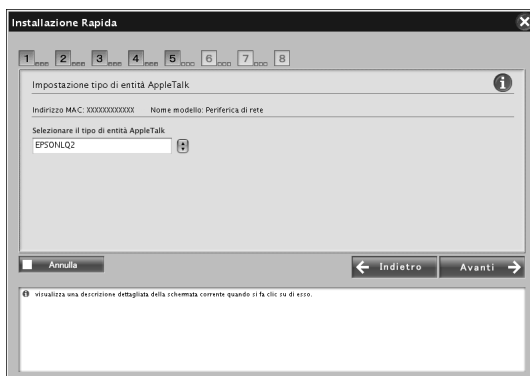 Installazione Rapida
1 2 3 4 5 6 7 8
Impostazione tipo di entità AppleTalk
Indirizzo MAC: XXXXXXXXXXXX Nome modello: Periferica di rete
Selezionare il tipo di entità AppleTalk
EPSONLQ2
Annulla
Indietro
Avanti
visualizza una descrizione dettagliata della schermata corrente quando si fa clic su di esso.